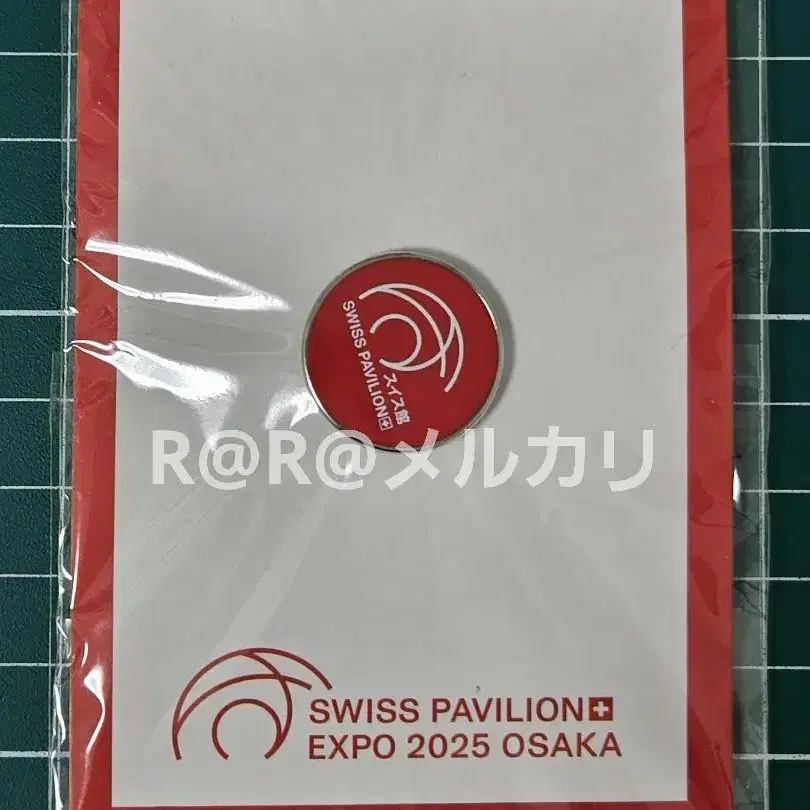 SWISS PAVILION
スイス館
R@R@メルカリ
SWISS PAVILION
EXPO 2025 OSAKA